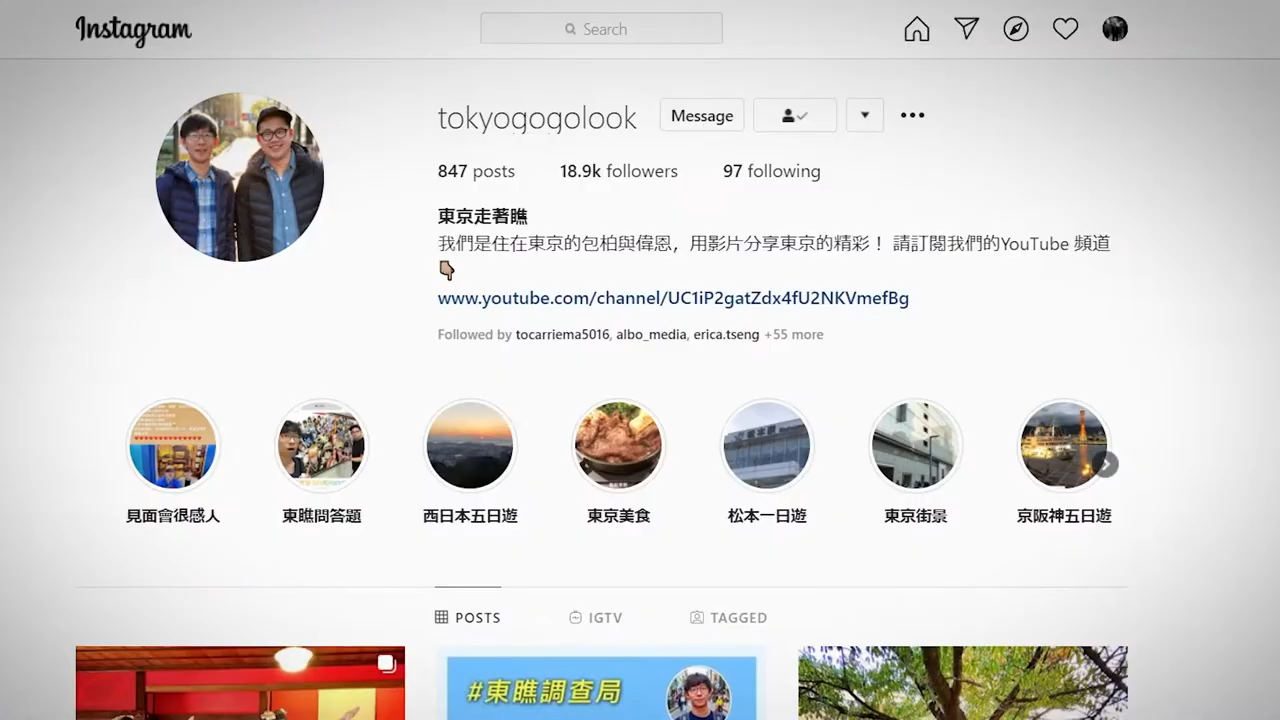 Instagram
Search
tokyogogolook
Message
847 posts 18.9k followers 97 following
東京走著瞧
我們是住在東京的包柏與偉恩，用影片分享東京的精彩！ 請訂閱我們的YouTube 頻道
www.youtube.com/channel/UC1iP2gatZdx4fU2NKVmefBg
Followed by tocarriema5016, albo_media, erica.tseng +55 more
見面會很感人 東瞧問答題 西日本五日遊 東京美食 松本一日遊 東京街景 京阪神五日遊
POSTS IGTV TAGGED
#東瞧調查局